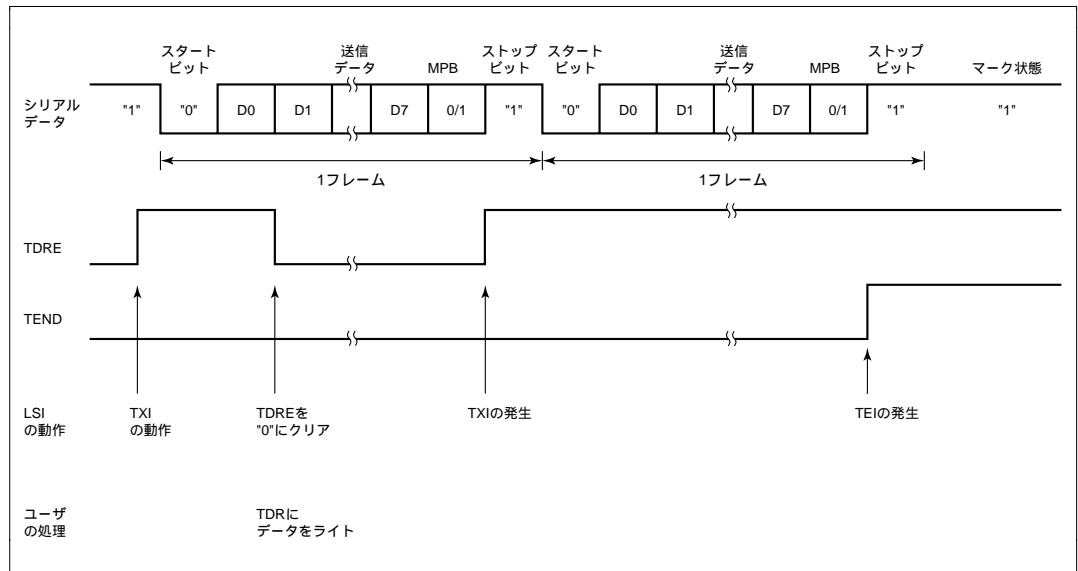 スタート
ビット
送信
データ
MPB
ストップ
ビット
スタート
ビット
送信
データ
MPB
ストップ
ビット
マーク状態
シリアル
データ
"1" "0" D0 D1 D7 0/1 "1" "0" D0 D1 D7 0/1 "1" "1"
1フレーム 1フレーム
TDRE
TEND
LSI
の動作
TXI
の動作
TDREを
"0"にクリア
TXIの発生
TEIの発生
ユーザ
の処理
TDRに
データをライト